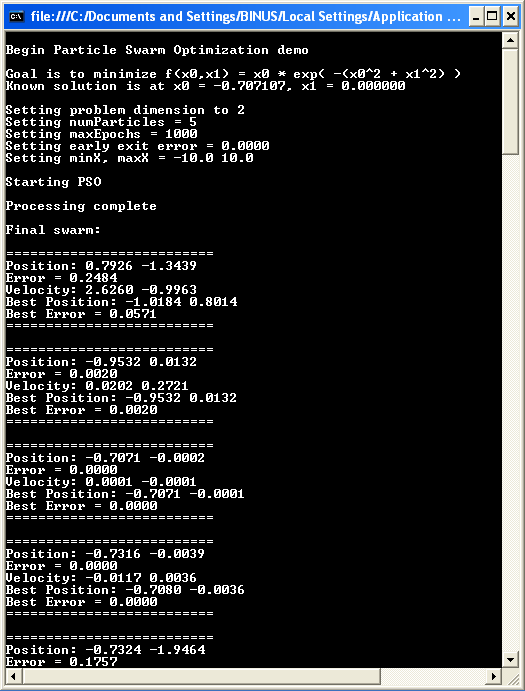 file:///C:/Documents and Settings/BINUS/Local Settings/Application ...
Begin Particle Swarm Optimization demo
Goal is to minimize f(x0,x1) = x0 * exp( -(x0^2 + x1^2) )
Known solution is at x0 = -0.707107, x1 = 0.000000
Setting problem dimension to 2
Setting numParticles = 5
Setting maxEpochs = 1000
Setting early exit error = 0.0000
Setting minX, maxX = -10.0 10.0
Starting PSO
Processing complete
Final swarm:
==========================
Position: 0.7926 -1.3439
Error = 0.2484
Velocity: 2.6260 -0.9963
Best Position: -1.0184 0.8014
Best Error = 0.0571
==========================
==========================
Position: -0.9532 0.0132
Error = 0.0020
Velocity: 0.0202 0.2721
Best Position: -0.9532 0.0132
Best Error = 0.0020
==========================
==========================
Position: -0.7071 -0.0002
Error = 0.0000
Velocity: 0.0001 -0.0001
Best Position: -0.7071 -0.0001
Best Error = 0.0000
==========================
==========================
Position: -0.7316 -0.0039
Error = 0.0000
Velocity: -0.0117 0.0036
Best Position: -0.7080 -0.0036
Best Error = 0.0000
==========================
==========================
Position: -0.7324 -1.9464
Error = 0.1757